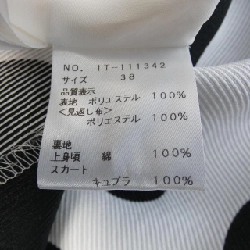 NO. IT-111342
サイズ 38
品質表示
表地 ポリエステル 100%
<見返し布>
ポリエステル 100%
裏地
上身頃 綿 100%
スカート
キュプラ 100%